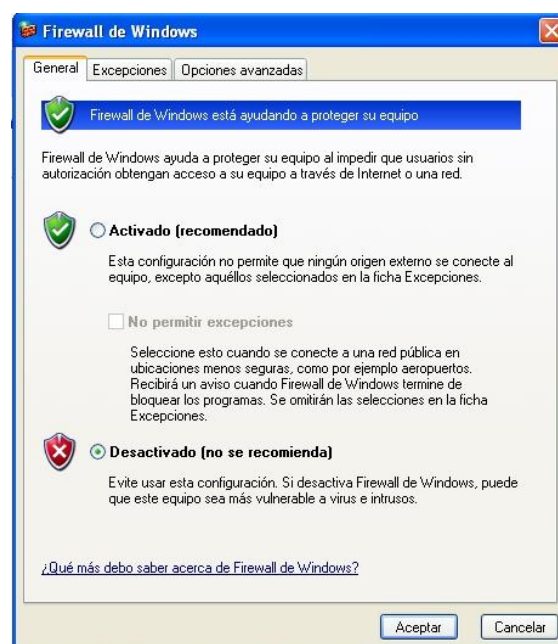 Firewall de Windows
General Excepciones Opciones avanzadas
Firewall de Windows está ayudando a proteger su equipo
Firewall de Windows ayuda a proteger su equipo al impedir que usuarios sin
autorización obtengan acceso a su equipo a través de Internet o una red.
Activado (recomendado)
Esta configuración no permite que ningún origen externo se conecte al
equipo, excepto aquéllos seleccionados en la ficha Excepciones.
No permitir excepciones
Seleccione esto cuando se conecte a una red pública en
ubicaciones menos seguras, como por ejemplo aeropuertos.
Recibirá un aviso cuando Firewall de Windows termine de
bloquear los programas. Se omitirán las selecciones en la ficha
Excepciones.
Desactivado (no se recomienda)
Evite usar esta configuración. Si desactiva Firewall de Windows, puede
que este equipo sea más vulnerable a virus e intrusos.
¿Qué más debo saber acerca de Firewall de Windows?
Aceptar Cancelar